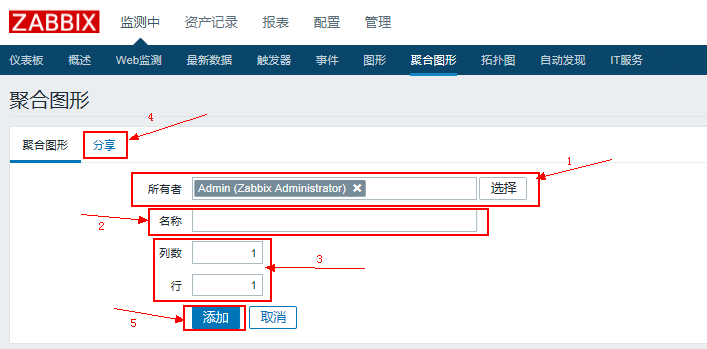 ZABBIX 监测中 资产记录 报表 配置 管理
仪表板 概述 Web监测 最新数据 触发器 事件 图形 聚合图形 拓扑图 自动发现 IT服务
聚合图形
4
聚合图形 分享
1
所有者 Admin (Zabbix Administrator) ✖ 选择
2 名称
列数 1
3
行 1
5 添加 取消